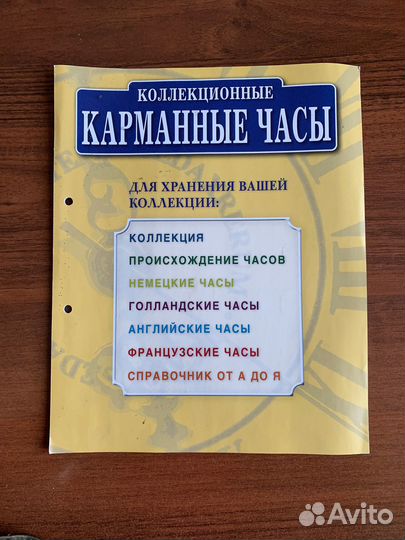 КОЛЛЕКЦИОННЫЕ
КАРМАННЫЕ ЧАСЫ
ДЛЯ ХРАНЕНИЯ ВАШЕЙ
КОЛЛЕКЦИИ:
КОЛЛЕКЦИЯ
ПРОИСХОЖДЕНИЕ ЧАСОВ
НЕМЕЦКИЕ ЧАСЫ
ГОЛЛАНДСКИЕ ЧАСЫ
АНГЛИЙСКИЕ ЧАСЫ
ФРАНЦУЗСКИЕ ЧАСЫ
СПРАВОЧНИК ОТ А ДО Я
Avito